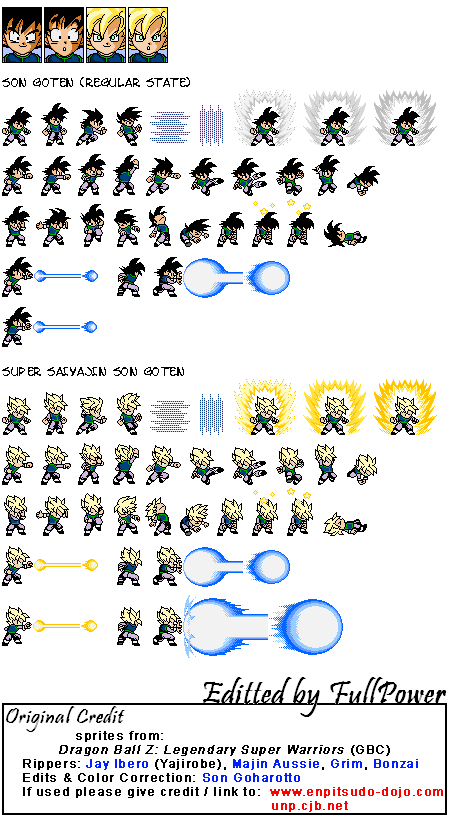 SON GOTEN (REGULAR STATE)
SUPER SAIYAJIN SON GOTEN
Editted by FullPower
Original Credit
sprites from:
Dragon Ball Z: Legendary Super Warriors (GBC)
Rippers: Jay Ibero (Yajirobe), Majin Aussie, Grim, Bonzai
Edits & Color Correction: Son Goharotto
If used please give credit / link to: www.enpitsudo-dojo.com
unp.cjb.net